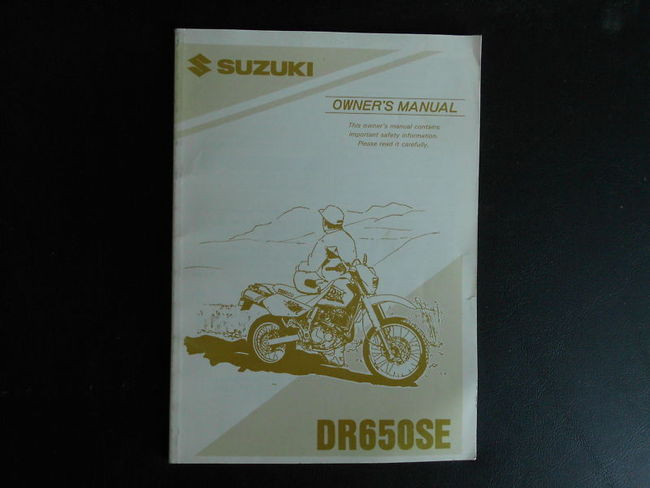 SUZUKI
OWNER'S MANUAL
This owner's manual contains
important safety information.
Please read it carefully.
DR650SE